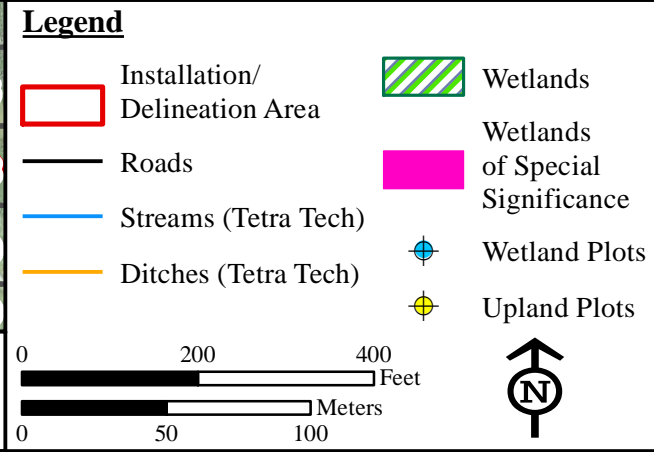 Legend
Installation/
Delineation Area
Roads
Streams (Tetra Tech)
Ditches (Tetra Tech)
Wetlands
Wetlands
of Special
Significance
Wetland Plots
Upland Plots
0 200 400
Feet
Meters
0 50 100
N